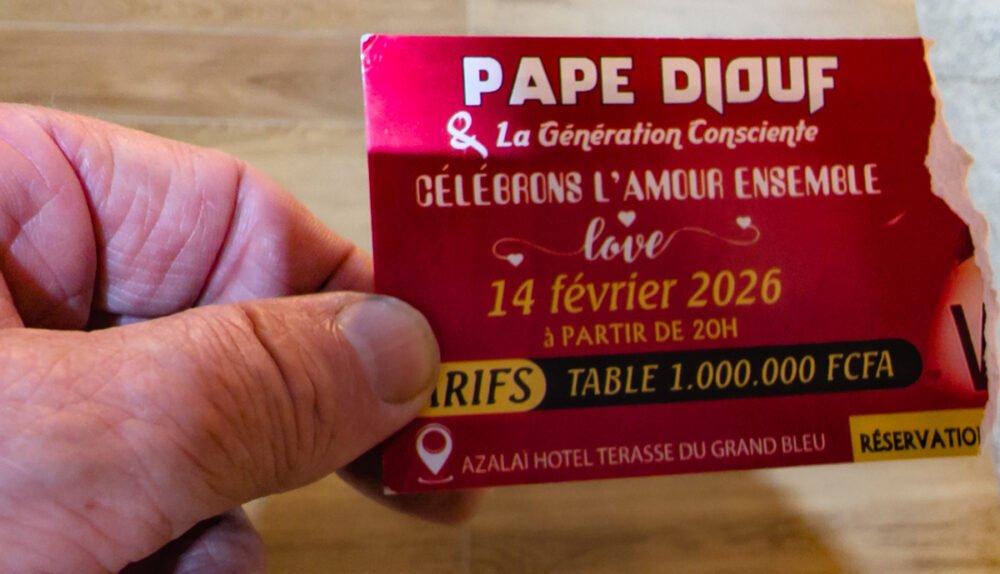 PAPE DIOUF
& La Génération Consciente
CÉLÉBRONS L'AMOUR ENSEMBLE
love
14 février 2026
à PARTIR DE 20H
ARIFS TABLE 1.000.000 FCFA
AZALAÏ HOTEL TERASSE DU GRAND BLEU
RÉSERVATIO